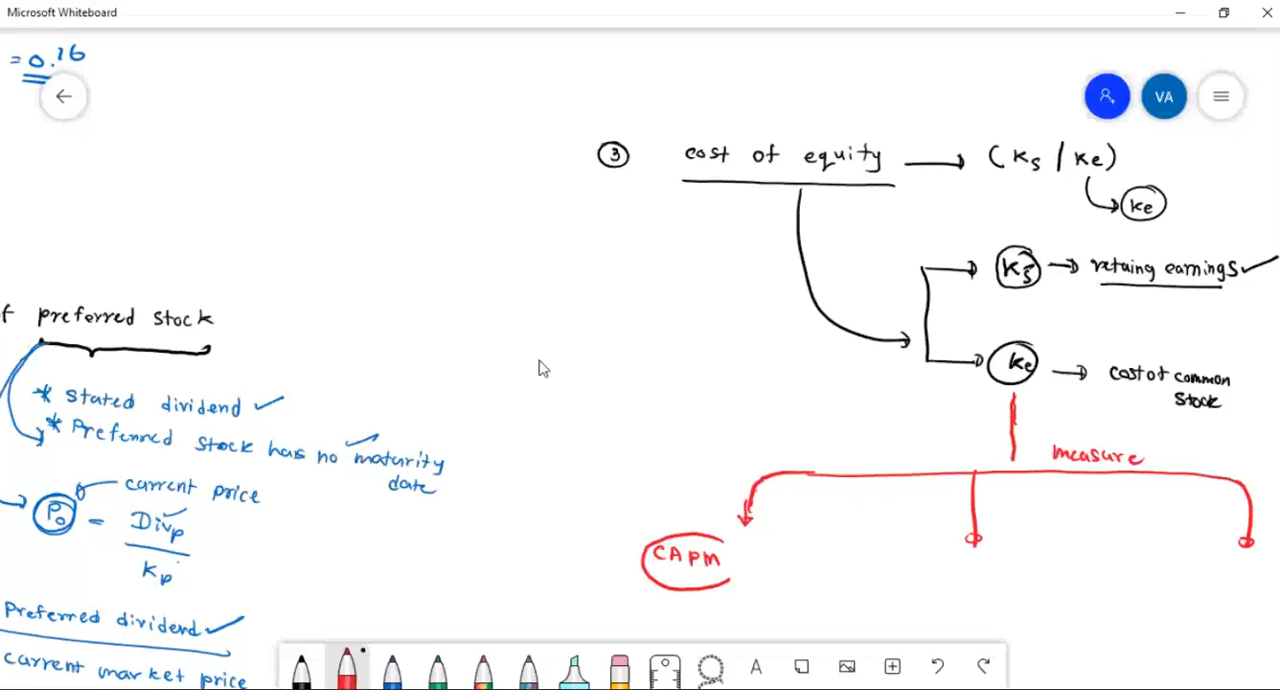 Microsoft Whiteboard
= 0.16
VA
③ cost of equity → (Ks / Ke)
Ke
Ks → retaing earnings ✓
Ke → cost of common
stock
measure
CAPM
f preferred stock
* stated dividend ✓
* Preferred stock has no maturity
date
current price
P₀ = Divp
Kp
Preferred dividend ✓
current market price
A